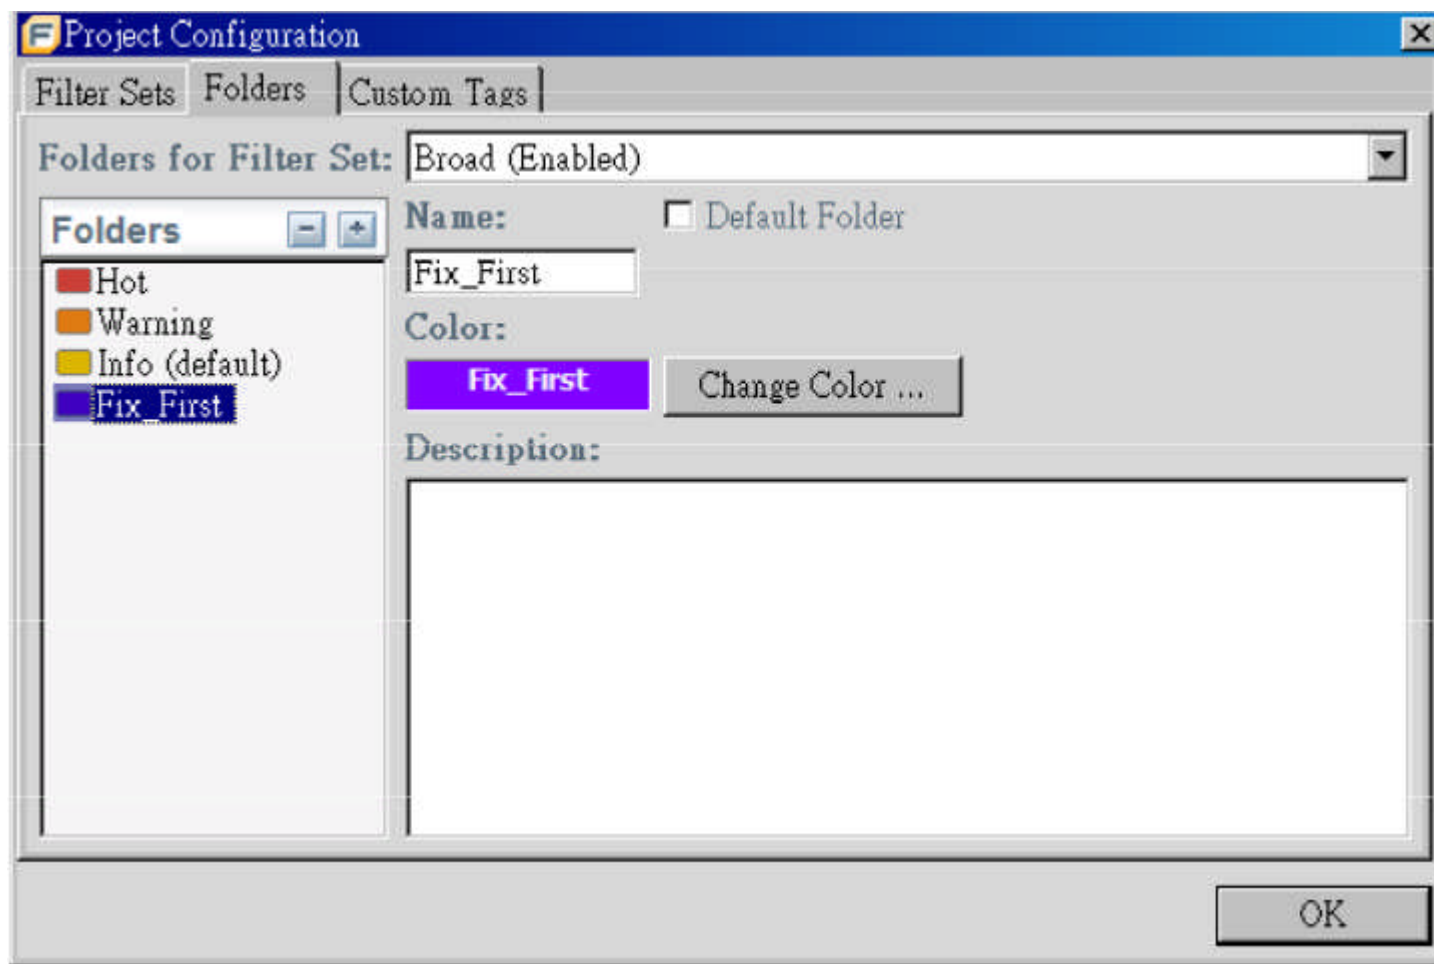 Project Configuration
Filter Sets Folders Custom Tags
Folders for Filter Set: Broad (Enabled)
Folders
Hot
Warning
Info (default)
Fix_First
Name: Default Folder
Fix_First
Color:
Fix_First Change Color ...
Description:
OK